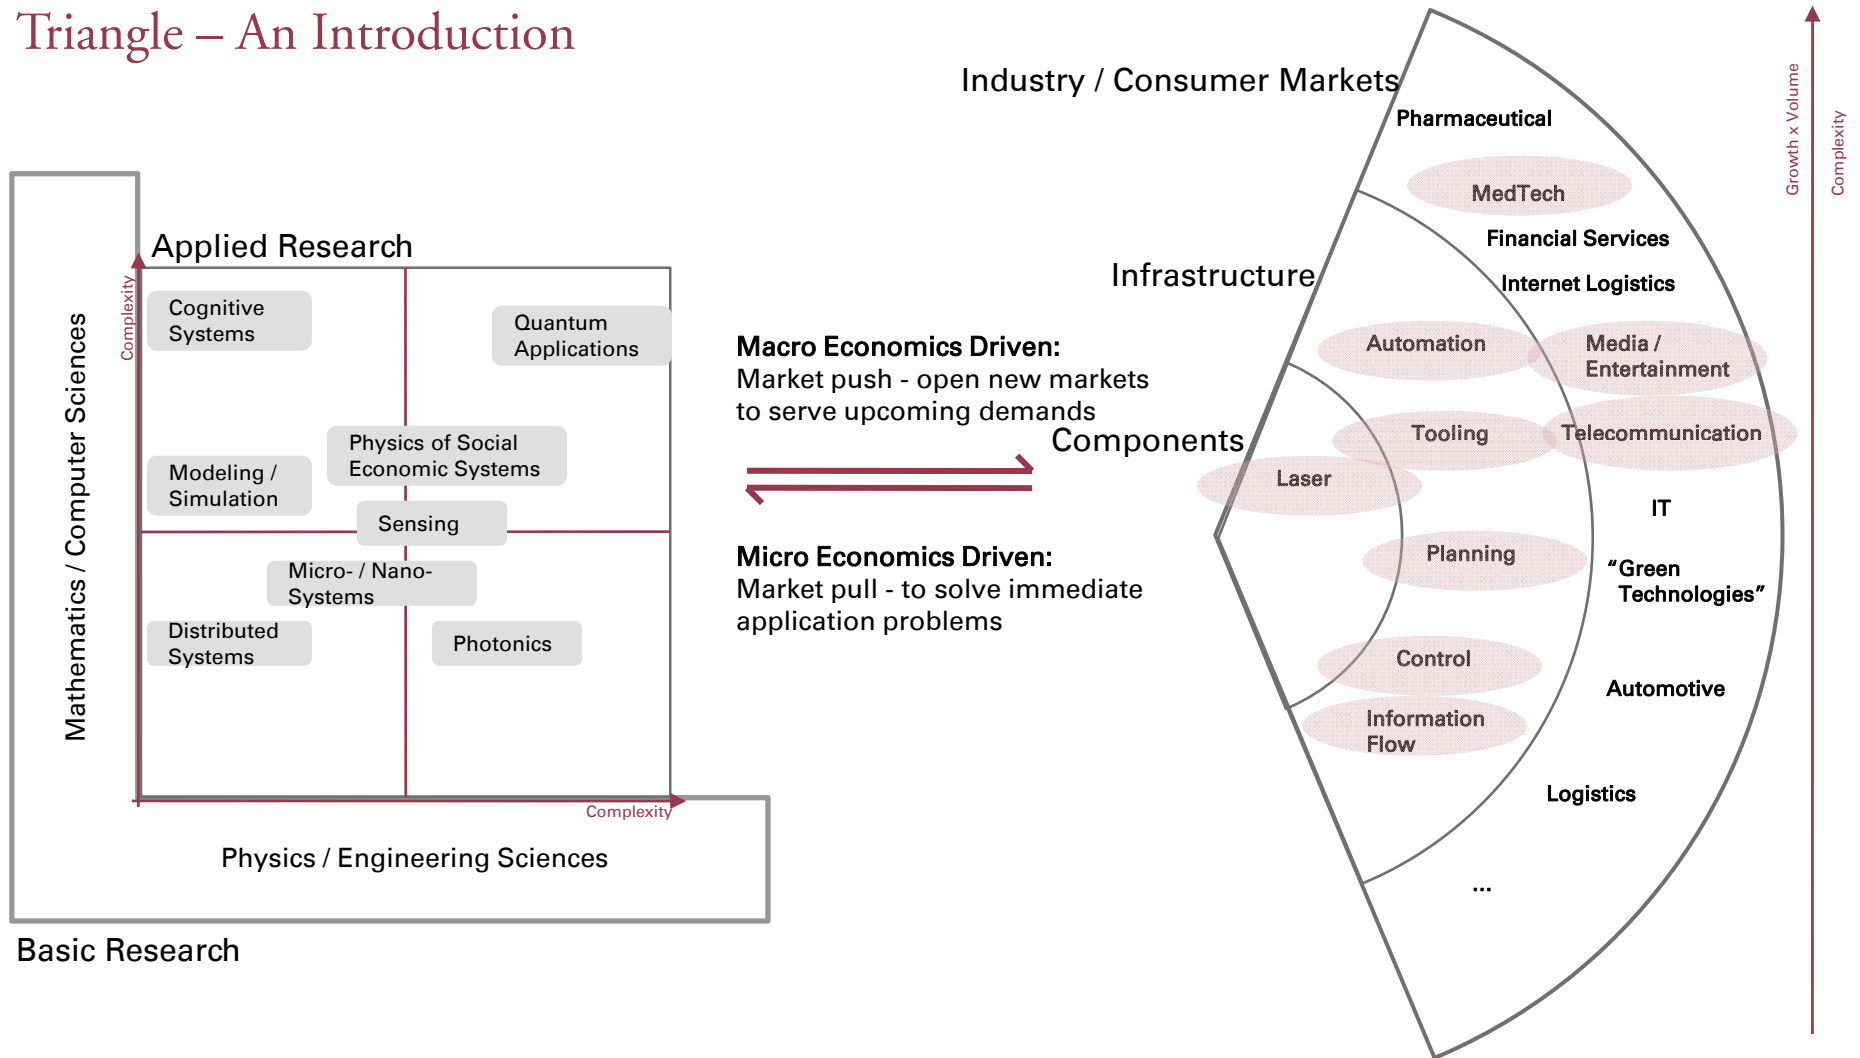 Triangle – An Introduction
Mathematics / Computer Sciences
Applied Research
Complexity
Cognitive
Systems
Quantum
Applications
Physics of Social
Economic Systems
Modeling /
Simulation
Sensing
Micro- / Nano-
Systems
Distributed
Systems
Photonics
Complexity
Physics / Engineering Sciences
Basic Research
Macro Economics Driven:
Market push - open new markets
to serve upcoming demands
Micro Economics Driven:
Market pull - to solve immediate
application problems
Industry / Consumer Markets
Infrastructure
Components
Pharmaceutical
MedTech
Financial Services
Internet Logistics
Automation
Media /
Entertainment
Tooling
Telecommunication
Laser
IT
Planning
“Green
Technologies”
Control
Automotive
Information
Flow
Logistics
...
Growth x Volume
Complexity